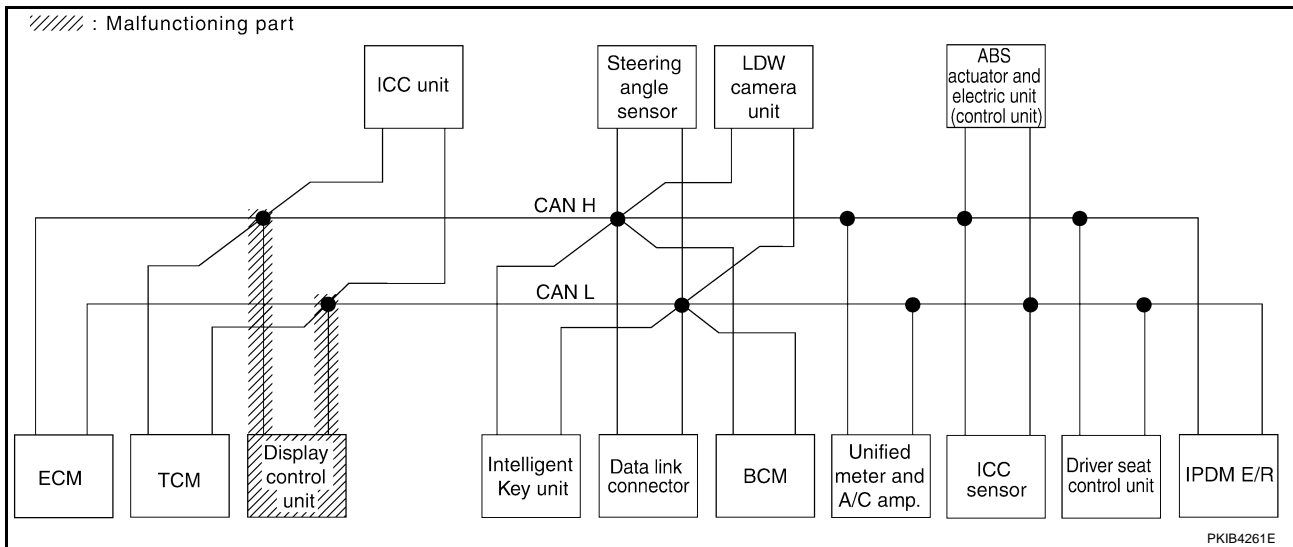 : Malfunctioning part
ICC unit
Steering
angle
sensor
LDW
camera
unit
ABS
actuator and
electric unit
(control unit)
CAN H
CAN L
ECM
TCM
Display
control
unit
Intelligent
Key unit
Data link
connector
BCM
Unified
meter and
A/C amp.
ICC
sensor
Driver seat
control unit
IPDM E/R
PKIB4261E